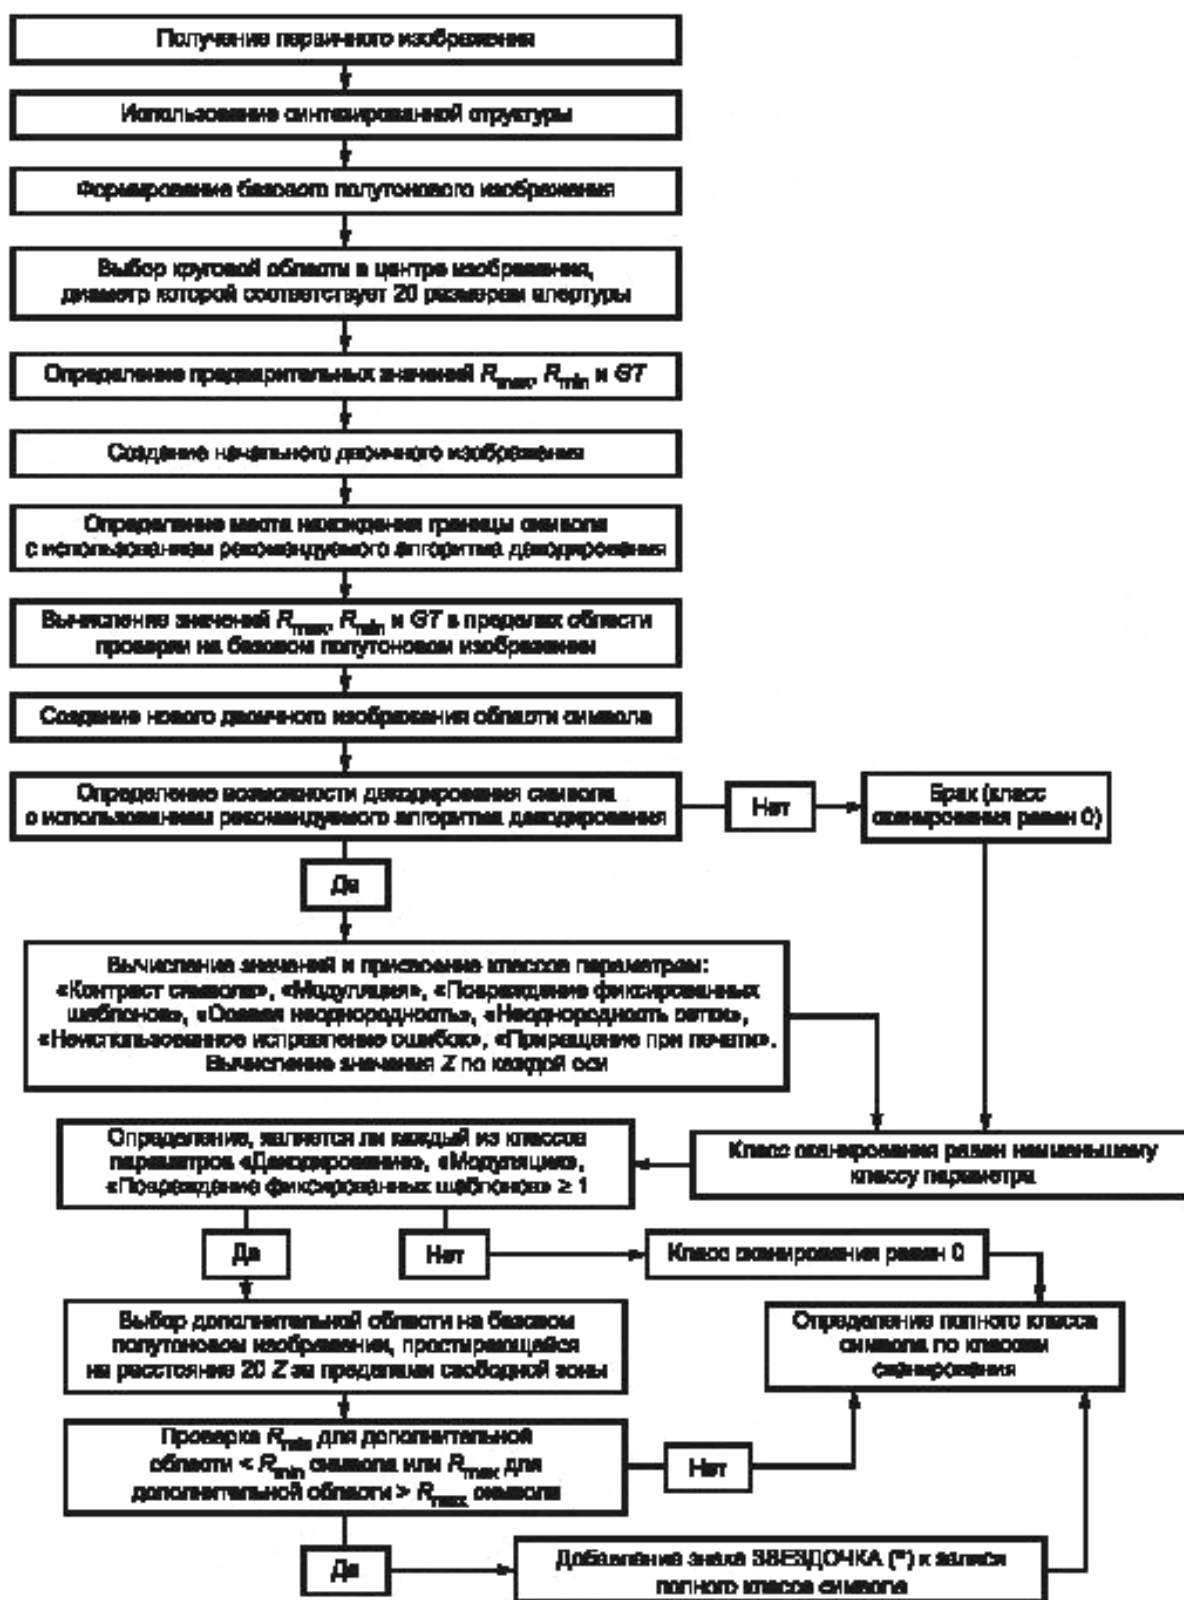 Получение первичного изображения
Использование синтезированной структуры
Формирование базового полутонового изображения
Выбор круговой области в центре изображения,
диаметр которой соответствует 20 размерам апертуры
Определение предварительных значений Rmax, Rmin и GT
Создание начального двоичного изображения
Определение места нахождения границы символа
с использованием рекомендуемого алгоритма декодирования
Вычисление значений Rmax, Rmin и GT в пределах области
проверки на базовом полутоновом изображении
Создание нового двоичного изображения области символа
Определение возможности декодирования символа
с использованием рекомендуемого алгоритма декодирования
Нет
Брак (класс
сканирования равен 0)
Да
Вычисление значений и присвоение классов параметрам:
«Контраст символа», «Модуляция», «Повреждение фиксированных
шаблонов», «Осевая неоднородность», «Неоднородность сетки»,
«Неиспользованное исправление ошибок», «Приращение при печати».
Вычисление значения Z по каждой оси
Определение, является ли каждый из классов
параметров «Декодирование», «Модуляция»,
«Повреждение фиксированных шаблонов» ≥ 1
Класс сканирования равен наименьшему
классу параметра
Да
Нет
Класс сканирования равен 0
Выбор дополнительной области на базовом
полутоновом изображении, простирающейся
на расстояние 20 Z за пределами свободной зоны
Определение полного класса
символа по классам
сканирования
Проверка Rmin для дополнительной
области < Rmin символа или Rmax для
дополнительной области > Rmax символа
Нет
Да
Добавление знака ЗВЕЗДОЧКА (*) к записи
полного класса символа